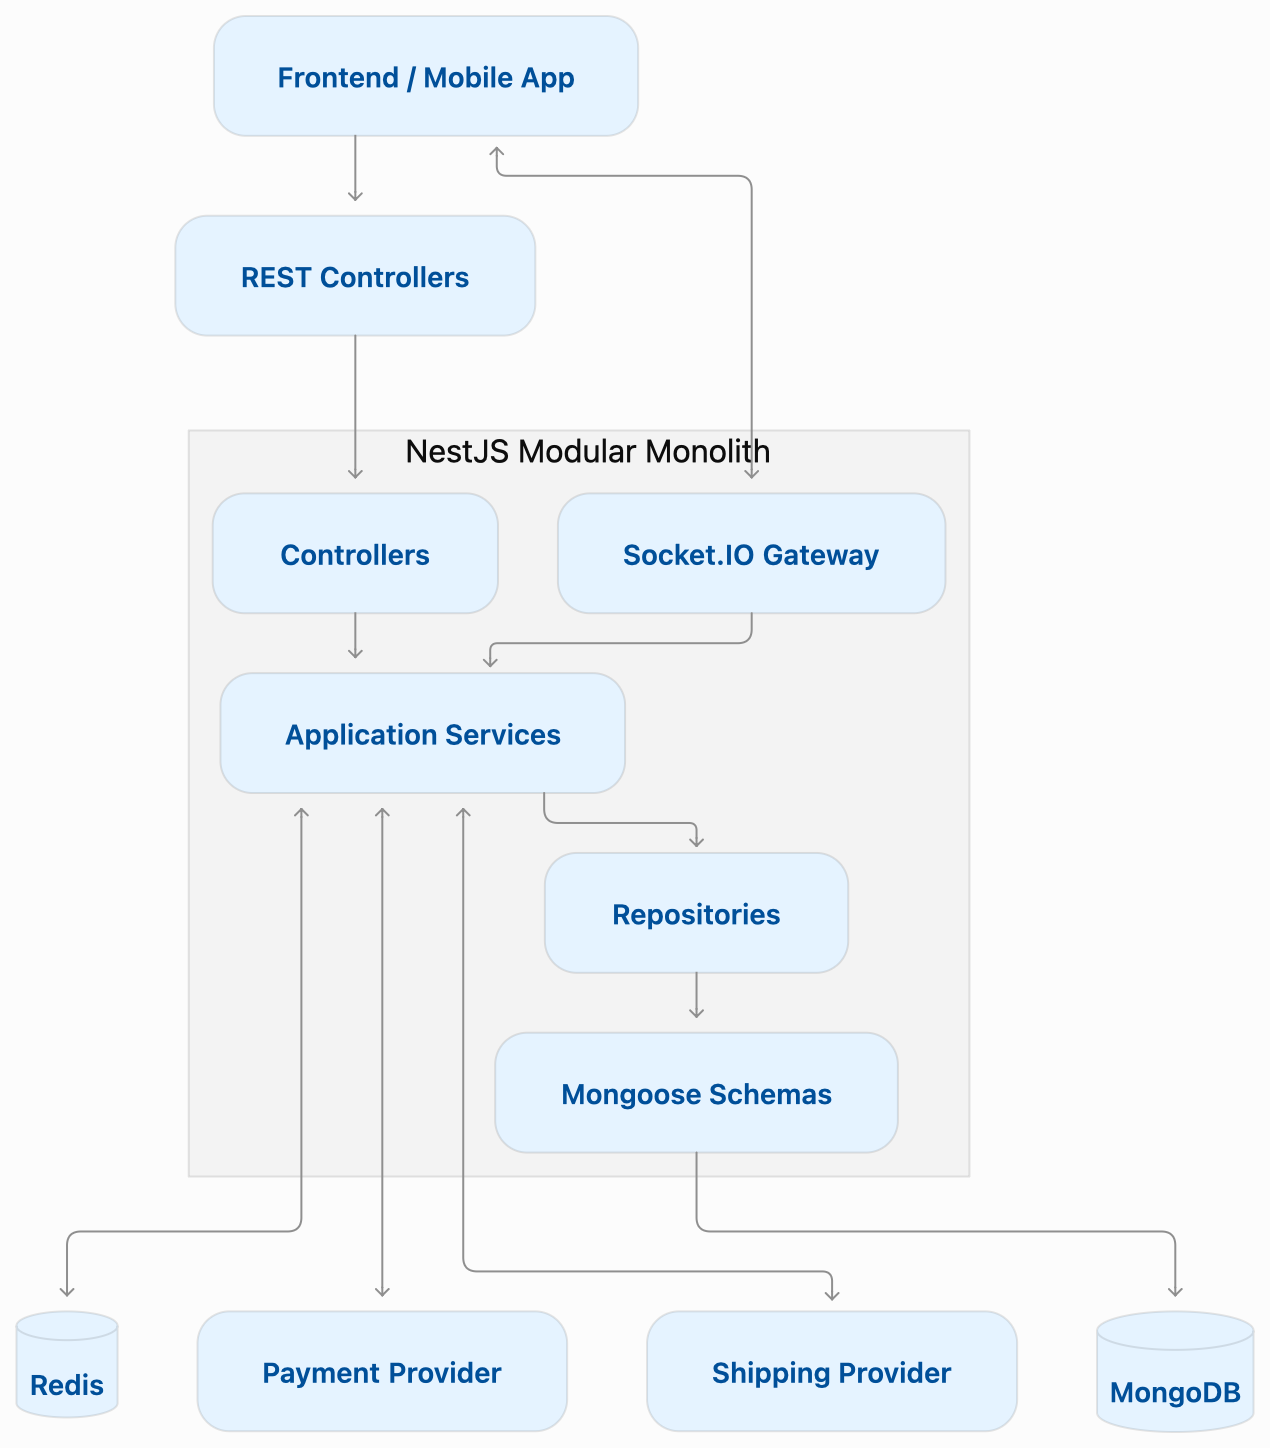 Frontend / Mobile App
REST Controllers
NestJS Modular Monolith
Controllers
Socket.IO Gateway
Application Services
Repositories
Mongoose Schemas
Redis
Payment Provider
Shipping Provider
MongoDB